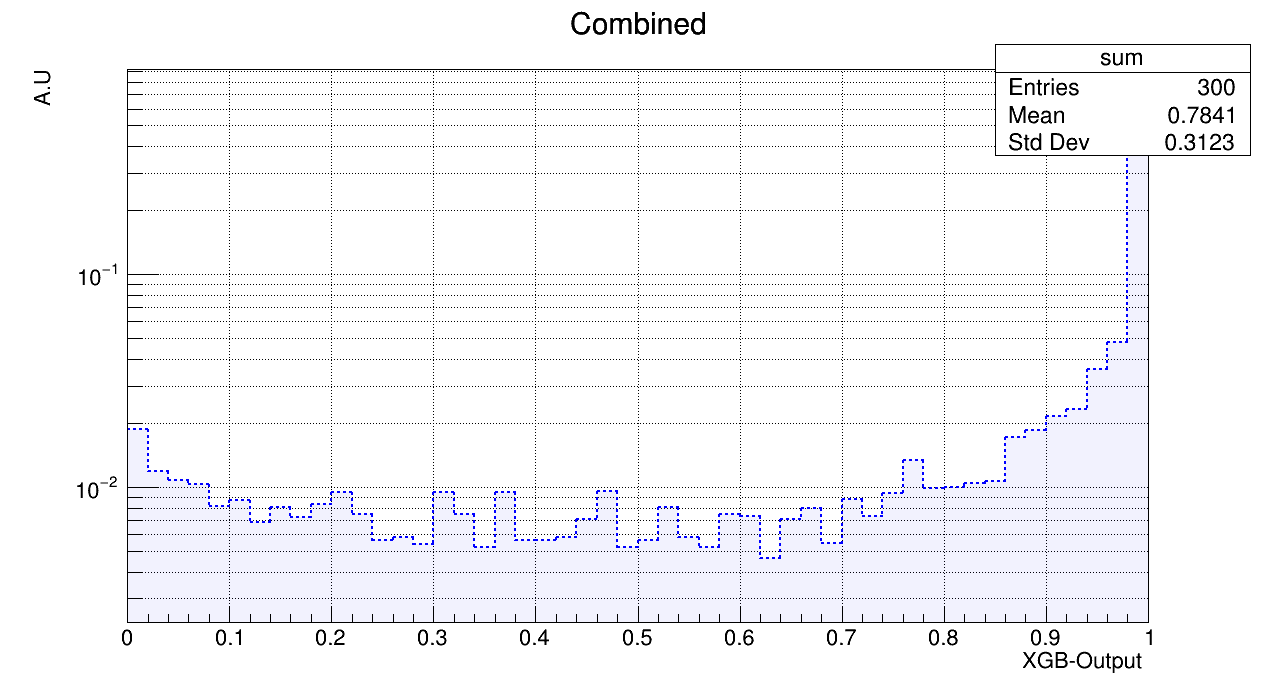 Combined
A.U
sum
Entries 300
Mean 0.7841
Std Dev 0.3123
10⁻¹
10⁻²
0 0.1 0.2 0.3 0.4 0.5 0.6 0.7 0.8 0.9 1
XGB-Output